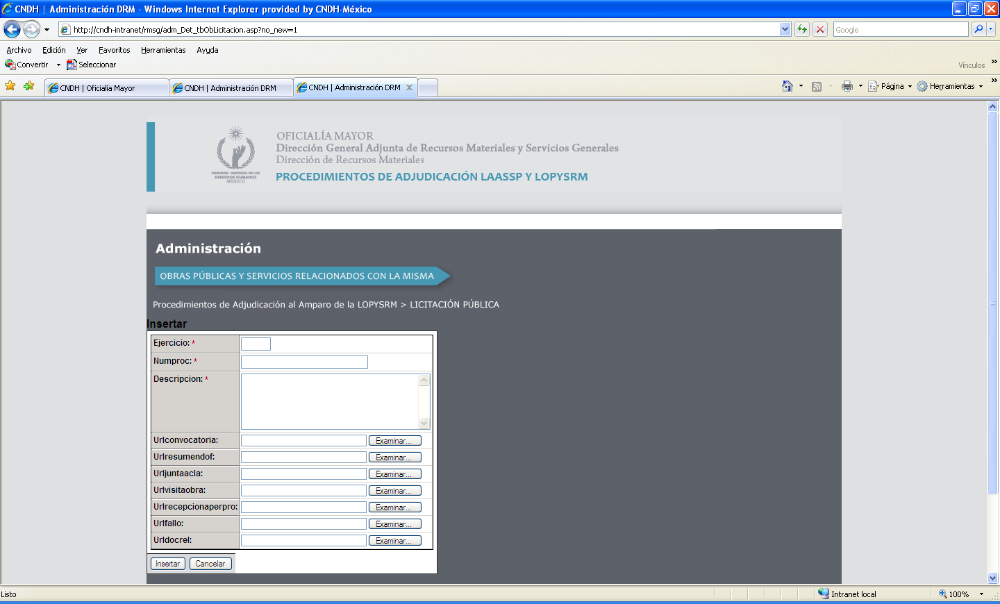 CNDH | Administración DRM - Windows Internet Explorer provided by CNDH-México
http://cndh-intranet/rmsg/adm_Det_tbObLicitacion.asp?no_new=1
Google
Archivo Edición Ver Favoritos Herramientas Ayuda
Convertir Seleccionar
Vínculos »
CNDH | Oficialía Mayor
CNDH | Administración DRM
CNDH | Administración DRM
Página Herramientas »
COMISION NACIONAL DE LOS
DERECHOS HUMANOS
MEXICO
OFICIALÍA MAYOR
Dirección General Adjunta de Recursos Materiales y Servicios Generales
Dirección de Recursos Materiales
PROCEDIMIENTOS DE ADJUDICACIÓN LAASSP Y LOPYSRM
Administración
OBRAS PÚBLICAS Y SERVICIOS RELACIONADOS CON LA MISMA
Procedimientos de Adjudicación al Amparo de la LOPYSRM > LICITACIÓN PÚBLICA
Insertar
Ejercicio: *
Numproc: *
Descripcion: *
Urlconvocatoria: Examinar...
Urlresumendof: Examinar...
Urljuntaacla: Examinar...
Urlvisitaobra: Examinar...
Urlrecepcionaperpro: Examinar...
Urlfallo: Examinar...
Urldocrel: Examinar...
Insertar Cancelar
Listo
Intranet local
100%